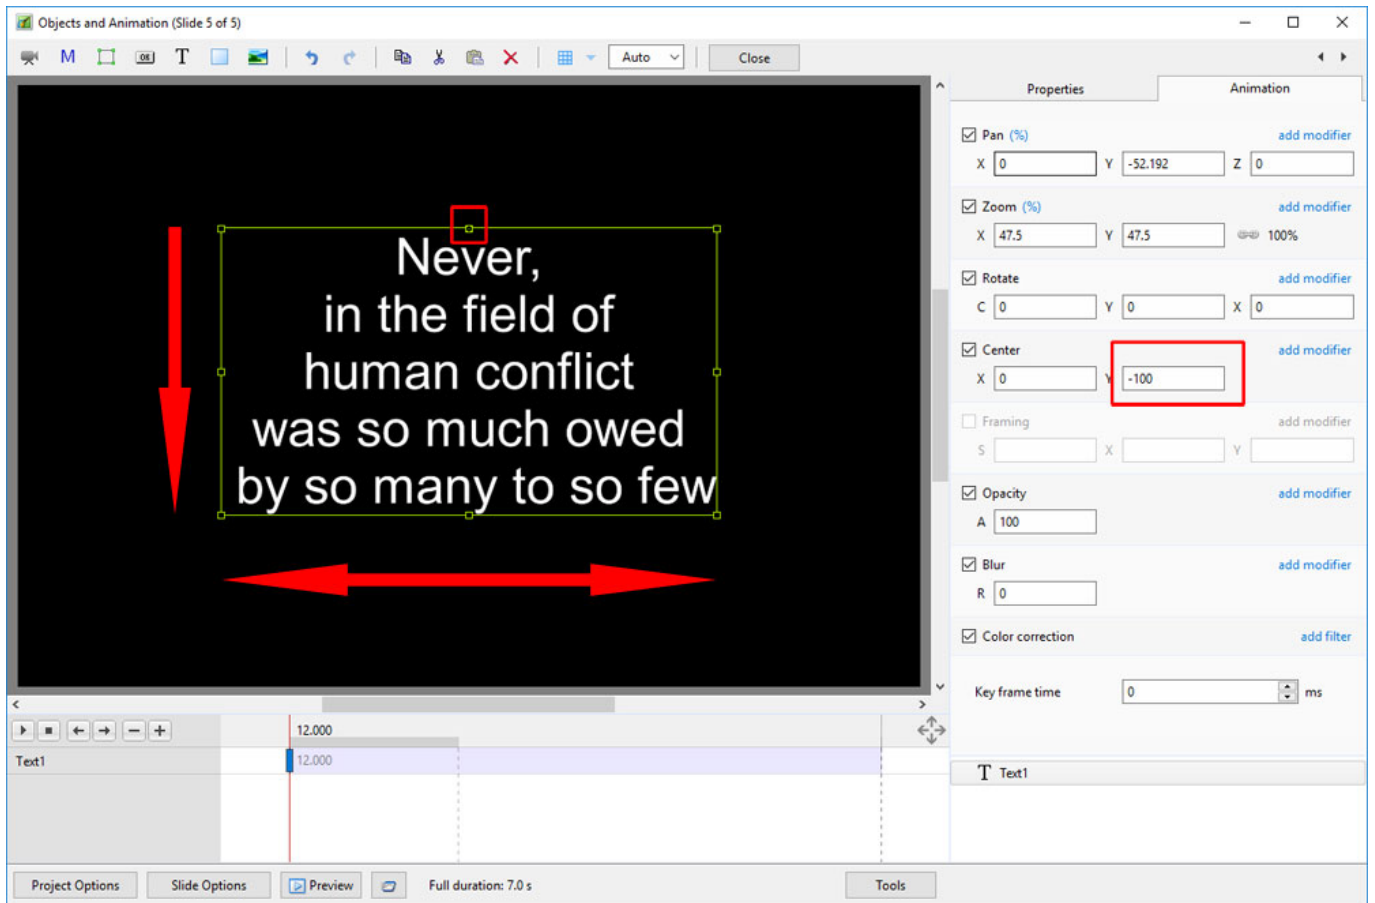 Objects and Animation (Slide 5 of 5)
M OK T Auto Close
Properties Animation
Pan (%) add modifier
X 0 Y -52.192 Z 0
Zoom (%) add modifier
X 47.5 Y 47.5 100%
Rotate add modifier
C 0 Y 0 X 0
Center add modifier
X 0 Y -100
Framing add modifier
S X Y
Opacity add modifier
A 100
Blur add modifier
R 0
Color correction add filter
Key frame time 0 ms
Never,
in the field of
human conflict
was so much owed
by so many to so few
12.000
Text1 12.000
T Text1
Project Options Slide Options Preview Full duration: 7.0 s Tools